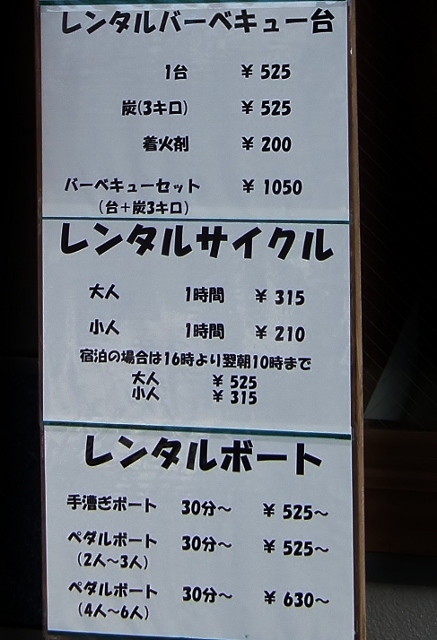 レンタルバーベキュー台
1台 ¥ 525
炭(3キロ) ¥ 525
着火剤 ¥ 200
バーベキューセット ¥ 1050
(台+炭3キロ)
レンタルサイクル
大人 1時間 ¥ 315
小人 1時間 ¥ 210
宿泊の場合は16時より翌朝10時まで
大人 ¥ 525
小人 ¥ 315
レンタルボート
手漕ぎボート 30分～ ¥ 525～
ペダルボート 30分～ ¥ 525～
(2人～3人)
ペダルボート 30分～ ¥ 630～
(4人～6人)